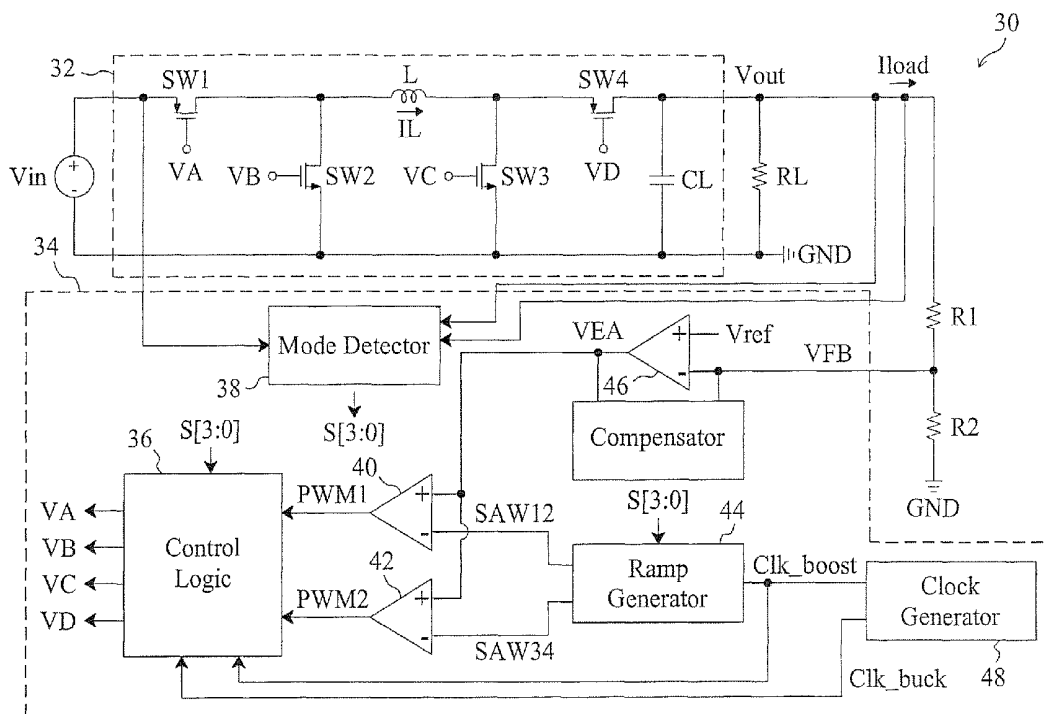 30
32
SW1
L
SW4
Vout
Iload
IL
VA
VD
Vin
VB
SW2
VC
SW3
CL
RL
34
GND
Mode Detector
38
VEA
+
Vref
-
46
VFB
R1
Compensator
R2
GND
S[3:0]
36
S[3:0]
40
+
-
PWM1
SAW12
S[3:0]
44
VA
VB
VC
VD
Control
Logic
42
+
-
PWM2
SAW34
Ramp
Generator
Clk_boost
Clock
Generator
48
Clk_buck